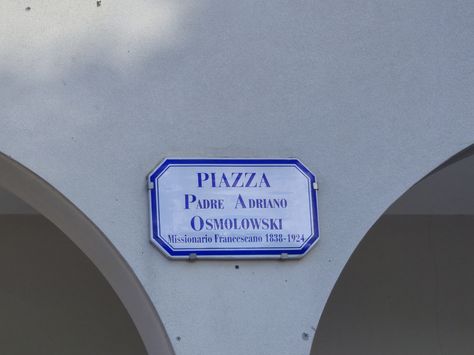 PIAZZA
PADRE ADRIANO
OSMOLOWSKI
Missionario Francescano 1838-1924